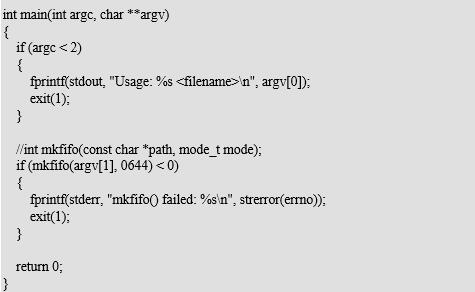 int main(int argc, char **argv)
{
if (argc < 2)
{
fprintf(stdout, "Usage: %s <filename>\n", argv[0]);
exit(1);
}
//int mkfifo(const char *path, mode_t mode);
if (mkfifo(argv[1], 0644) < 0)
{
fprintf(stderr, "mkfifo() failed: %s\n", strerror(errno));
exit(1);
}
return 0;
}